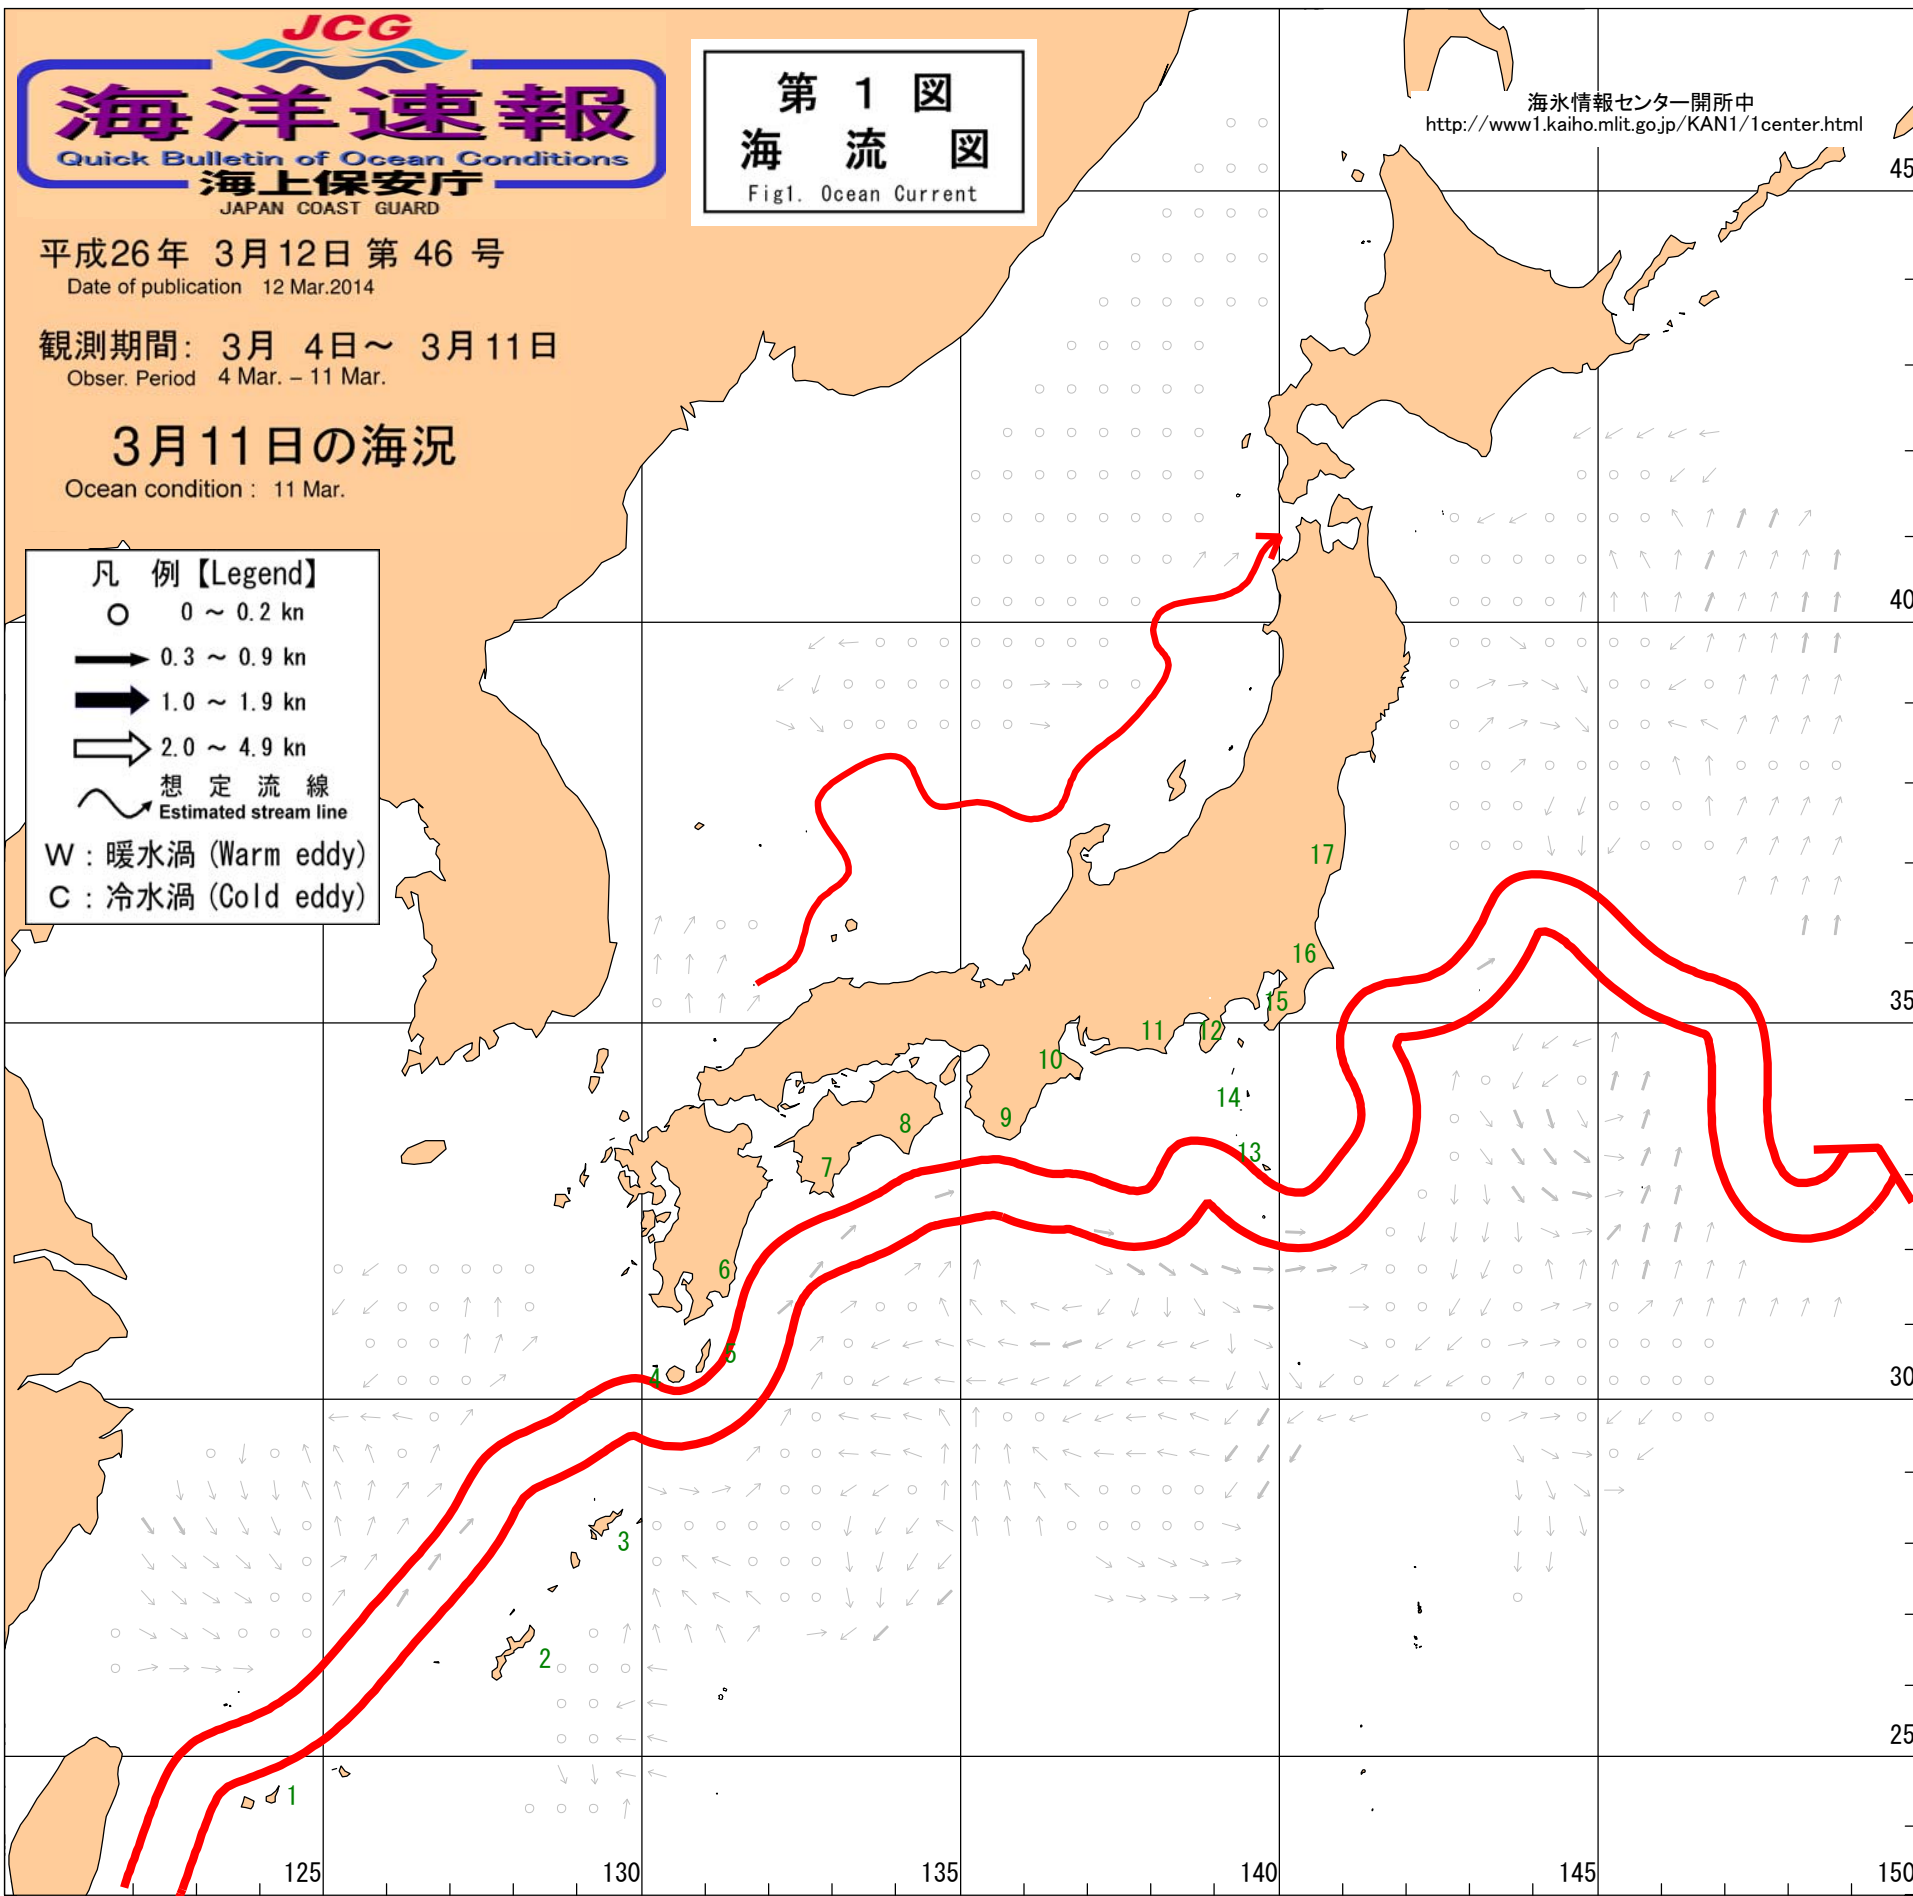 JCG
海洋速報
Quick Bulletin of Ocean Conditions
海上保安庁
JAPAN COAST GUARD
第 1 図
海 流 図
Fig1. Ocean Current
海氷情報センター開所中
http://www1.kaiho.mlit.go.jp/KAN1/1center.html
平成26年 3月12日 第 46 号
Date of publication 12 Mar.2014
観測期間: 3月 4日~ 3月11日
Obser. Period 4 Mar. – 11 Mar.
3月11日の海況
Ocean condition : 11 Mar.
凡 例【Legend】
0 ~ 0.2 kn
0.3 ~ 0.9 kn
1.0 ~ 1.9 kn
2.0 ~ 4.9 kn
想 定 流 線
Estimated stream line
W : 暖水渦 (Warm eddy)
C : 冷水渦 (Cold eddy)
45
40
35
30
25
17
16
15
12
11
10
14
13
9
8
7
6
5
4
3
2
1
125
130
135
140
145
150